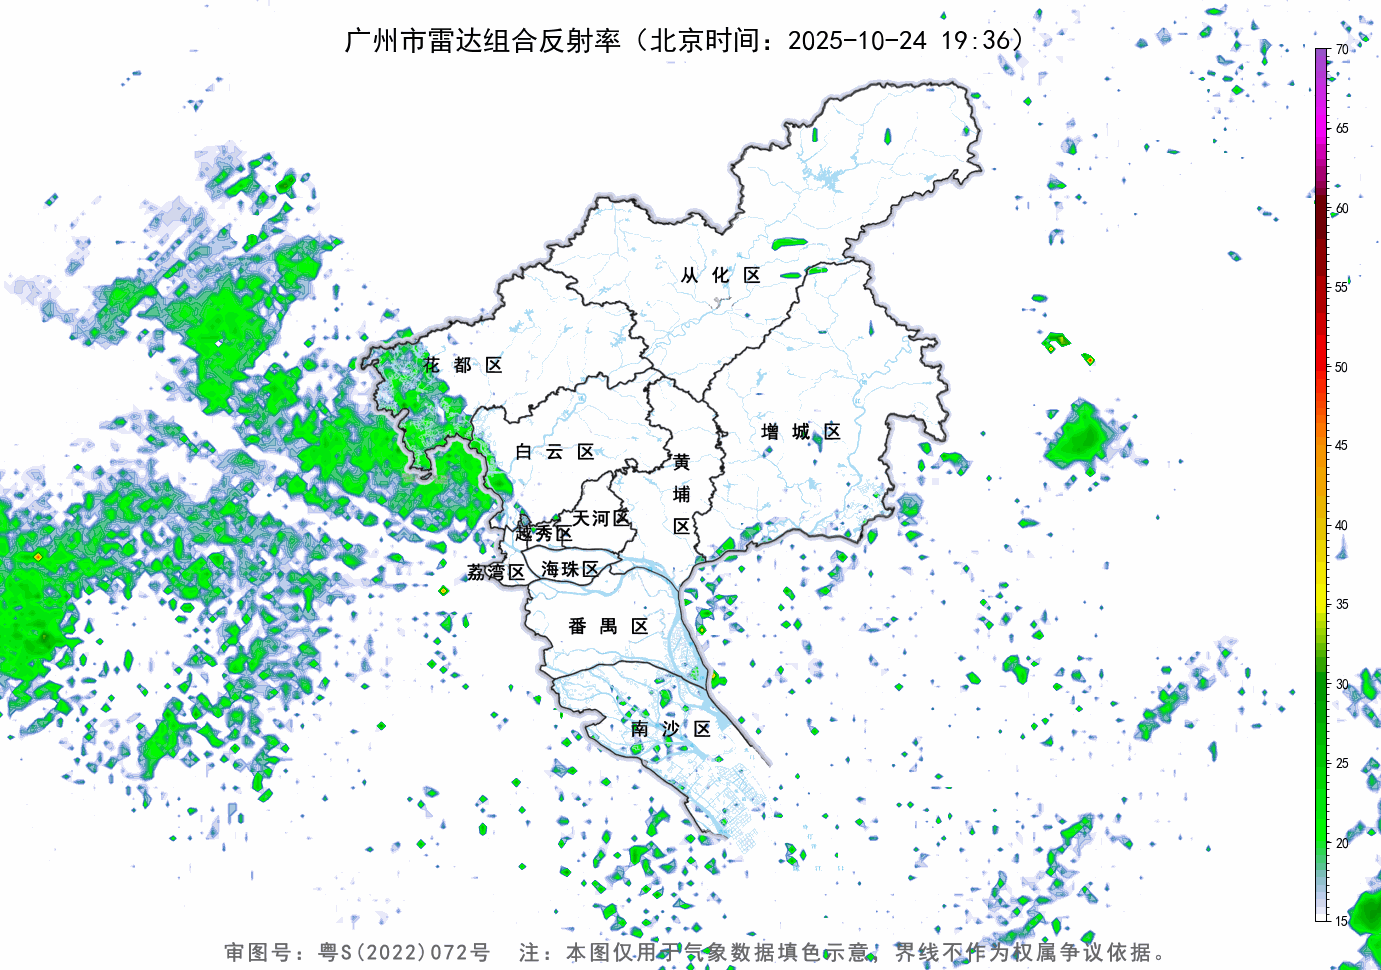 广州市雷达组合反射率（北京时间：2025-10-24 19:36）
70
65
60
55
50
45
40
35
30
25
20
15
从化区
花都区
增城区
白云区
黄埔区
天河区
越秀区
海珠区
荔湾区
番禺区
南沙区
审图号：粤S(2022)072号 注：本图仅用于气象数据填色示意，界线不作为权属争议依据。